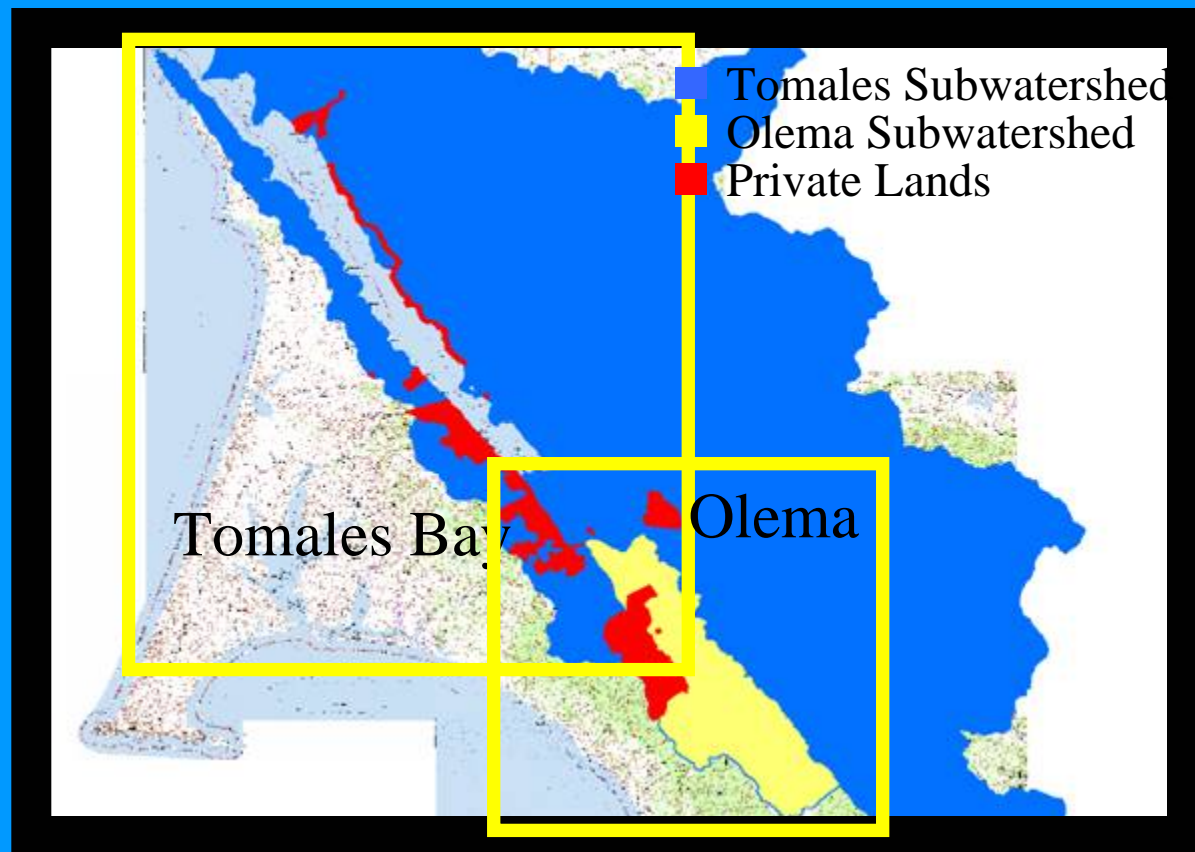 Tomales Subwatershed
Olema Subwatershed
Private Lands
Olema
Tomales Bay